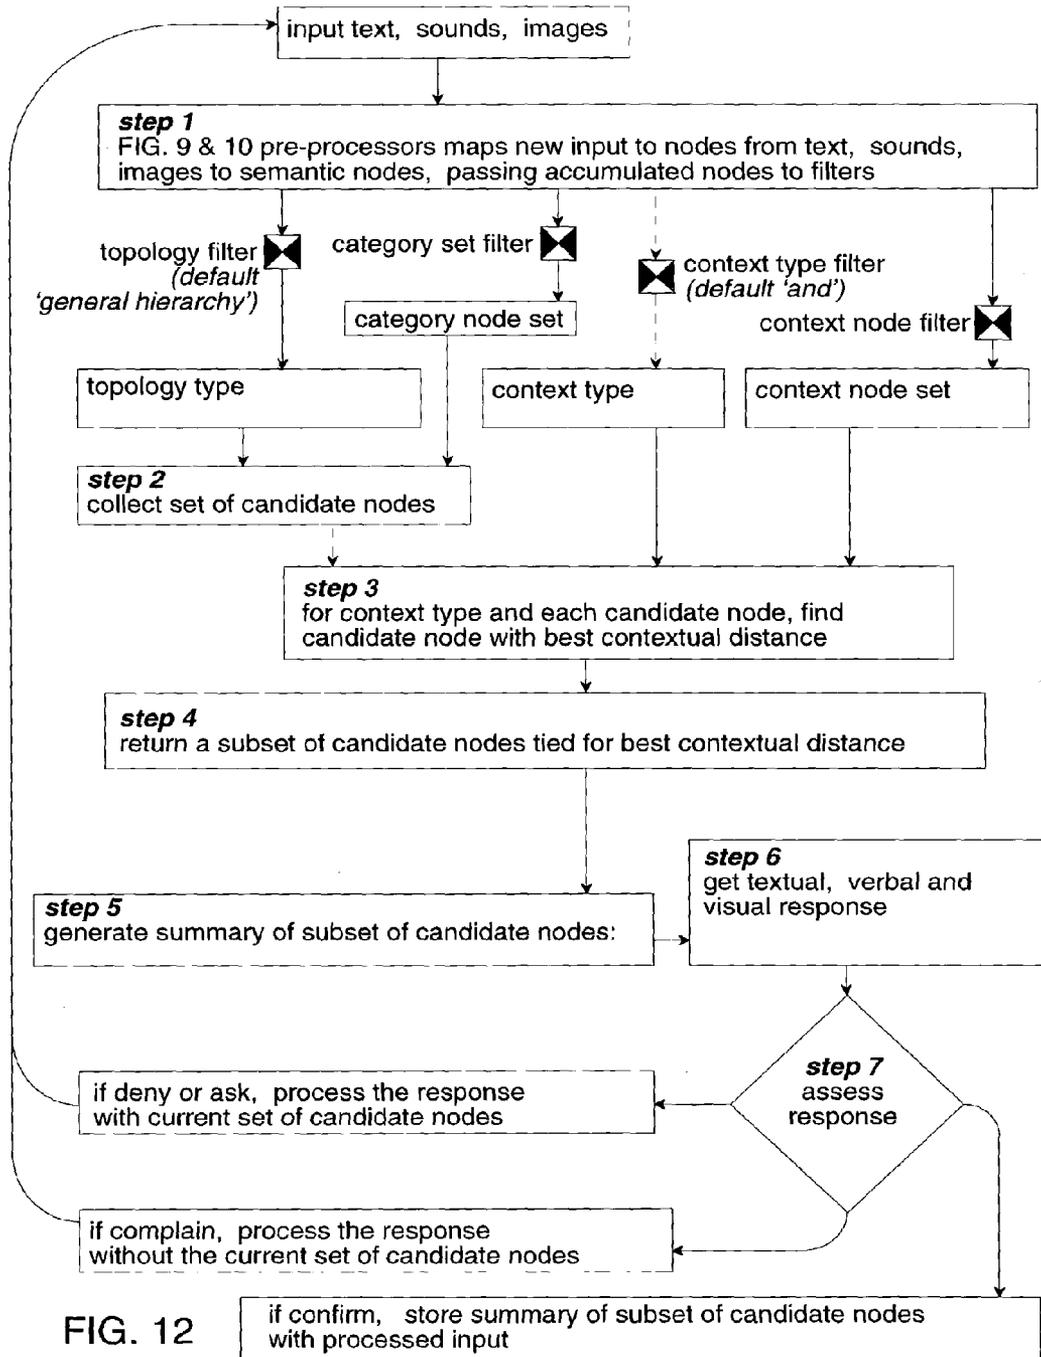 input text, sounds, images
step 1
FIG. 9 & 10 pre-processors maps new input to nodes from text, sounds,
images to semantic nodes, passing accumulated nodes to filters
topology filter
(default
'general hierarchy')
category set filter
context type filter
(default 'and')
category node set
context node filter
topology type
context type
context node set
step 2
collect set of candidate nodes
step 3
for context type and each candidate node, find
candidate node with best contextual distance
step 4
return a subset of candidate nodes tied for best contextual distance
step 5
generate summary of subset of candidate nodes:
step 6
get textual, verbal and
visual response
step 7
assess
response
if deny or ask, process the response
with current set of candidate nodes
if complain, process the response
without the current set of candidate nodes
if confirm, store summary of subset of candidate nodes
with processed input
FIG. 12